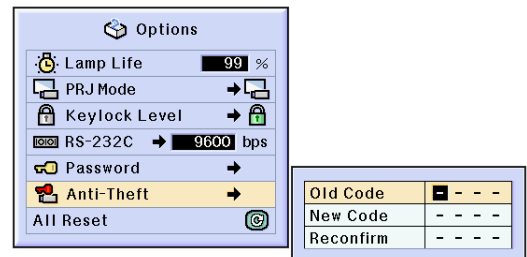 Options
Lamp Life 99 %
PRJ Mode
Keylock Level
RS-232C 9600 bps
Password
Anti-Theft
All Reset
Old Code - - - -
New Code - - - -
Reconfirm - - - -